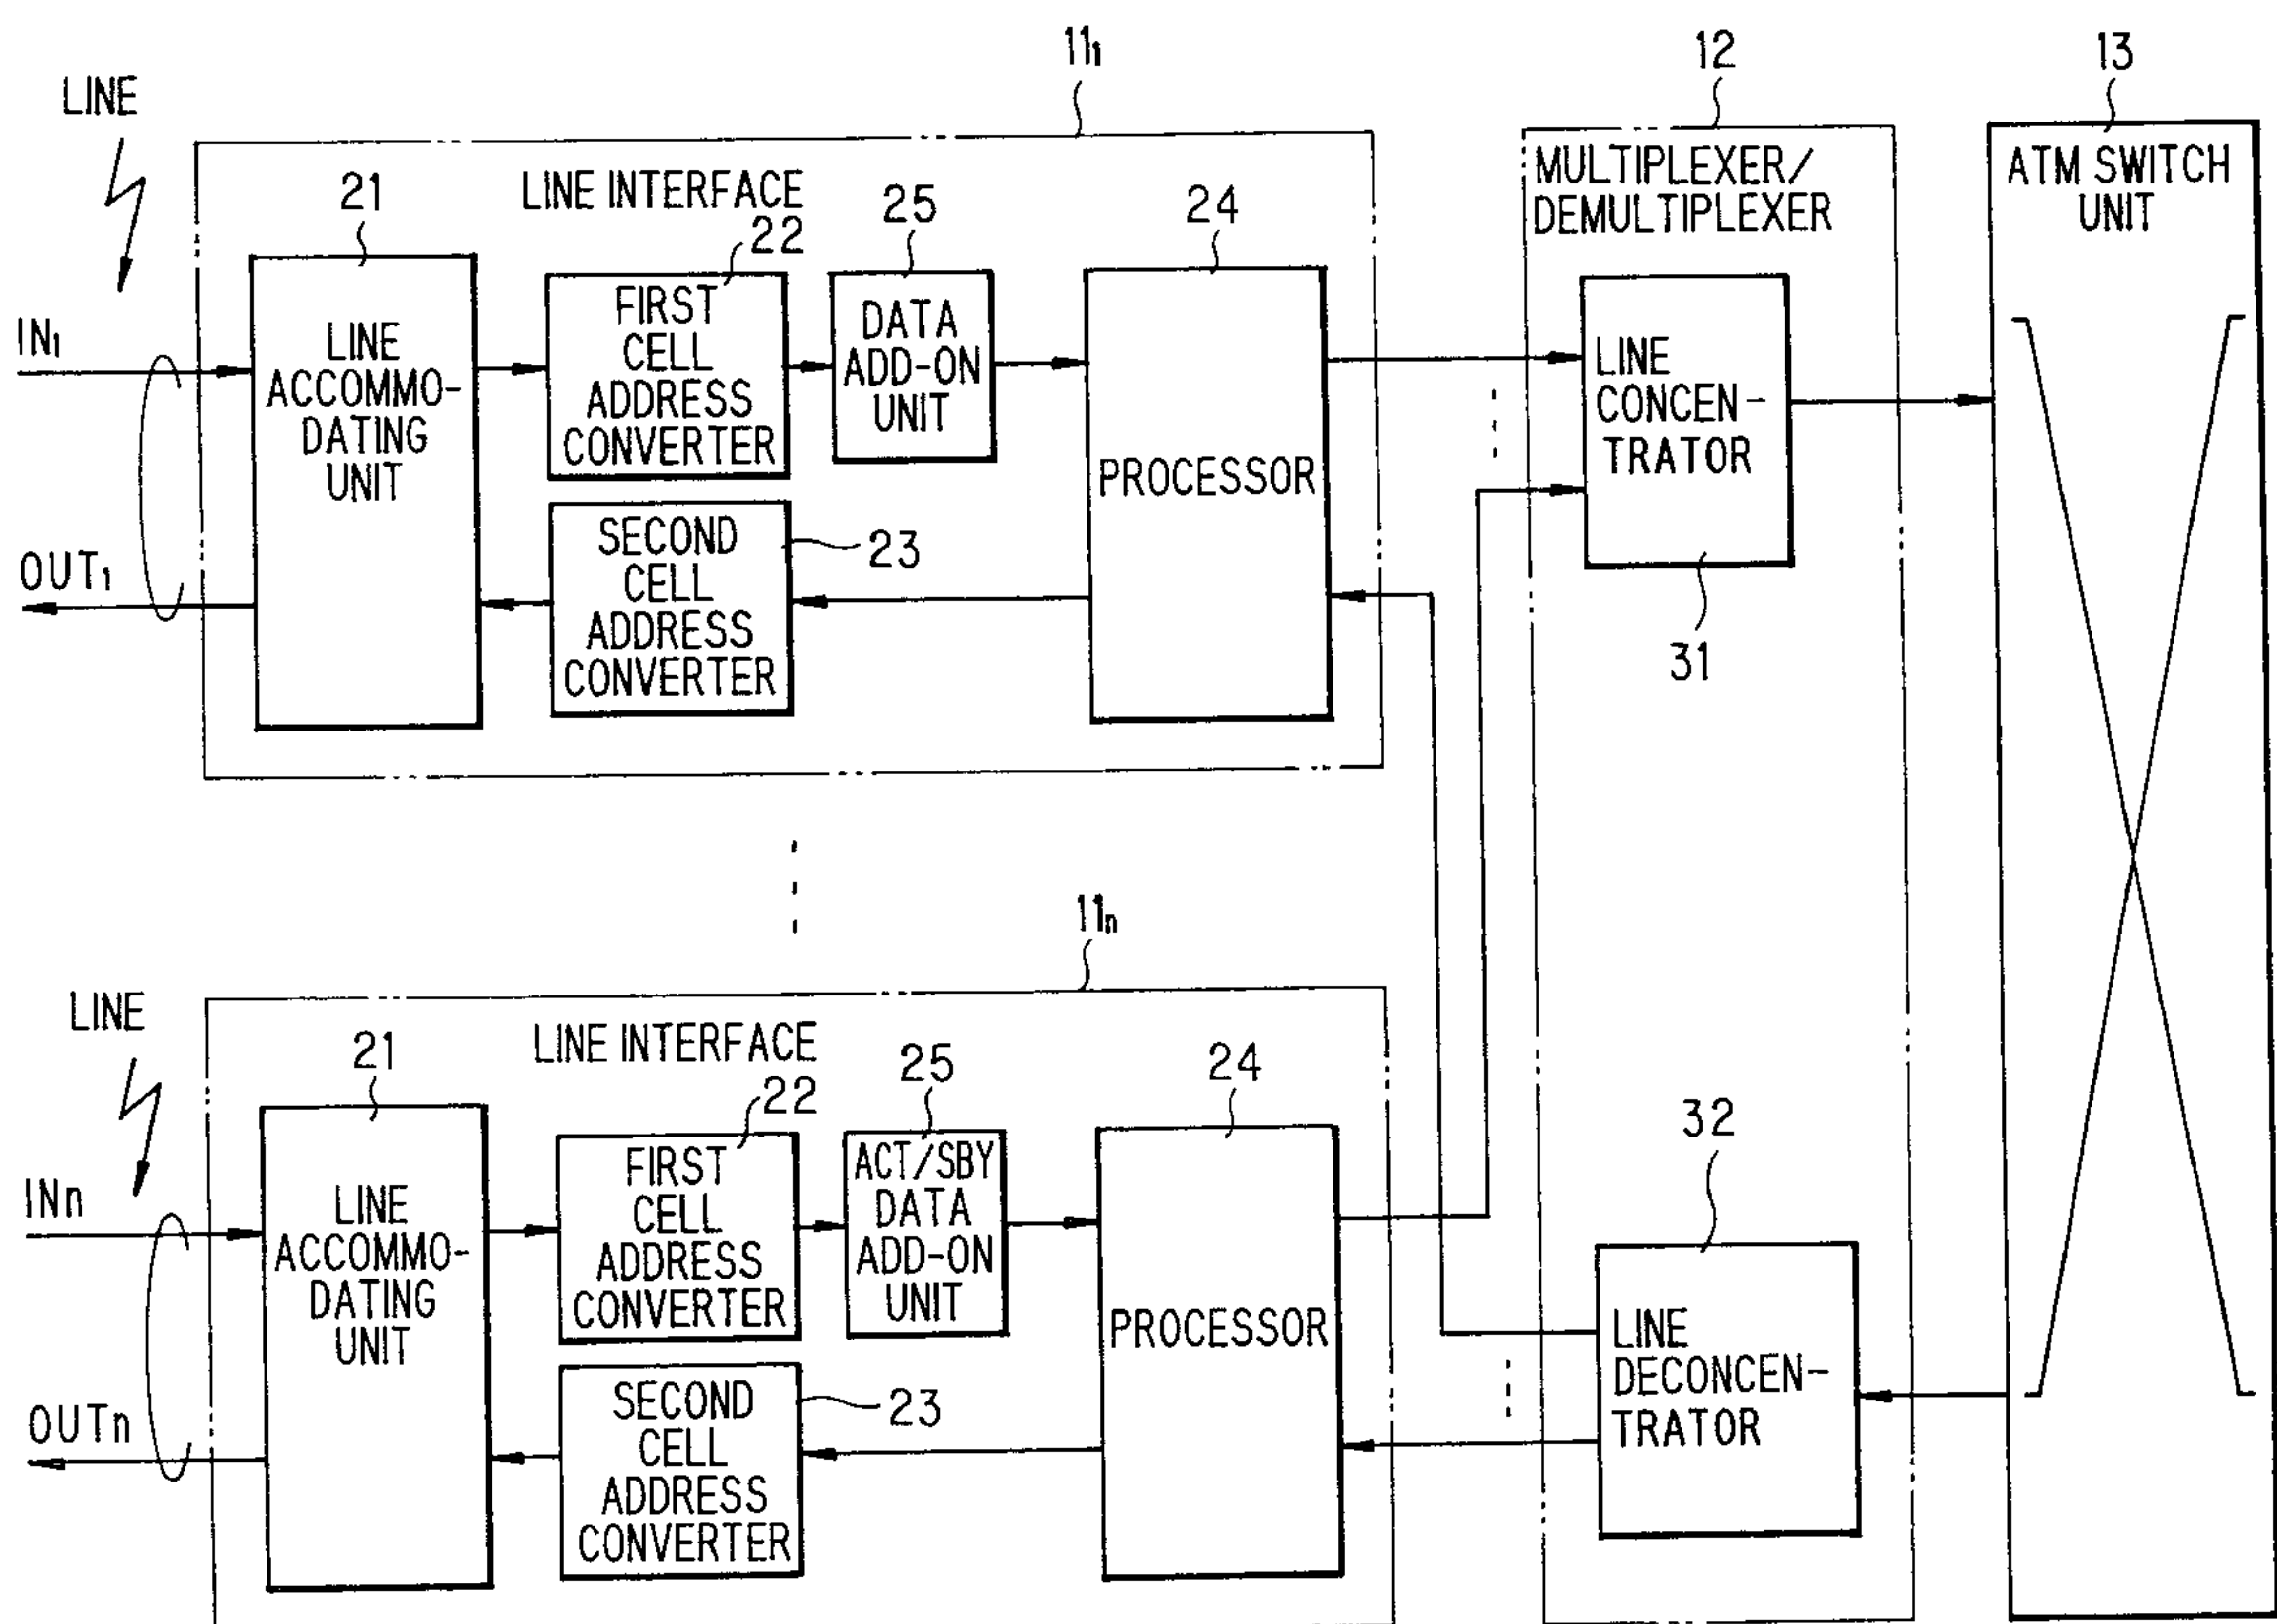 11₁
12
13
LINE
LINE INTERFACE
MULTIPLEXER/
DEMULTIPLEXER
ATM SWITCH
UNIT
21
22
25
24
IN₁
LINE
ACCOMMO-
DATING
UNIT
FIRST
CELL
ADDRESS
CONVERTER
DATA
ADD-ON
UNIT
PROCESSOR
LINE
CONCEN-
TRATOR
31
OUT₁
SECOND
CELL
ADDRESS
CONVERTER
23
11ₙ
LINE
LINE INTERFACE
21
22
25
24
32
INn
LINE
ACCOMMO-
DATING
UNIT
FIRST
CELL
ADDRESS
CONVERTER
ACT/SBY
DATA
ADD-ON
UNIT
PROCESSOR
LINE
DECONCEN-
TRATOR
OUTn
SECOND
CELL
ADDRESS
CONVERTER
23